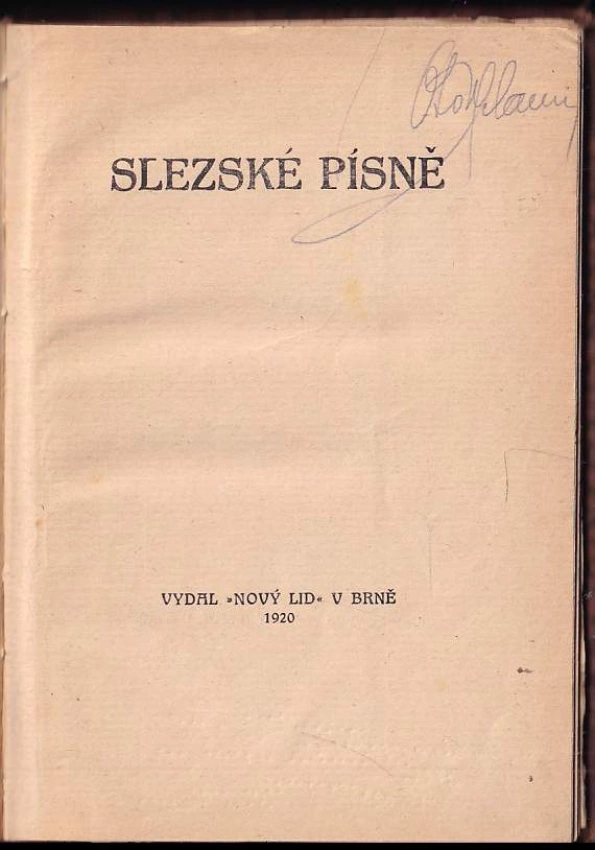 SLEZSKÉ PÍSNĚ
VYDAL »NOVÝ LID« V BRNĚ
1920